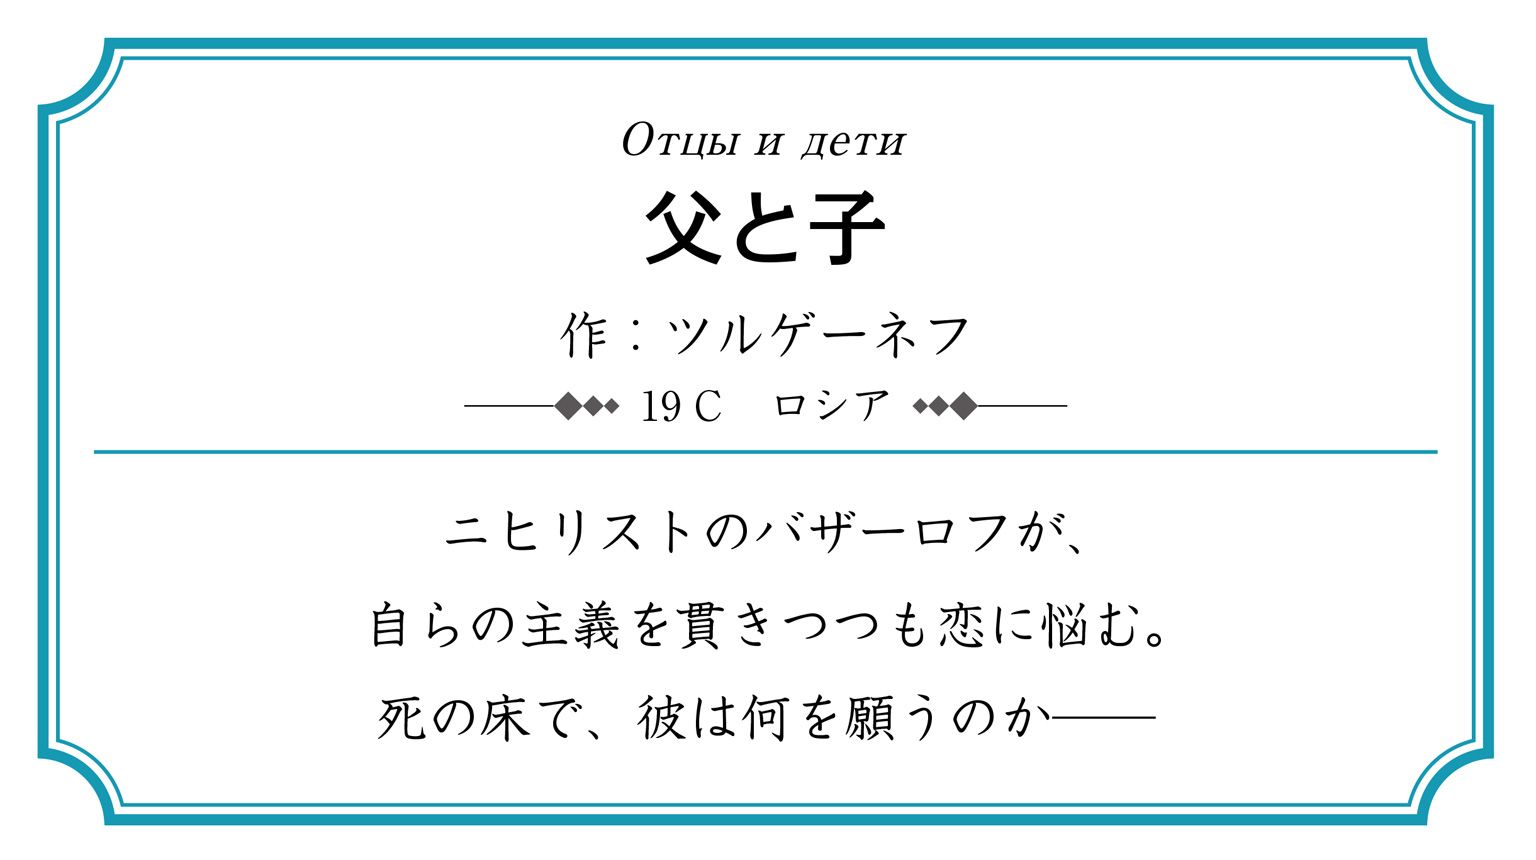 Отцы и дети
父と子
作：ツルゲーネフ
19 C　ロシア
ニヒリストのバザーロフが、
自らの主義を貫きつつも恋に悩む。
死の床で、彼は何を願うのか――